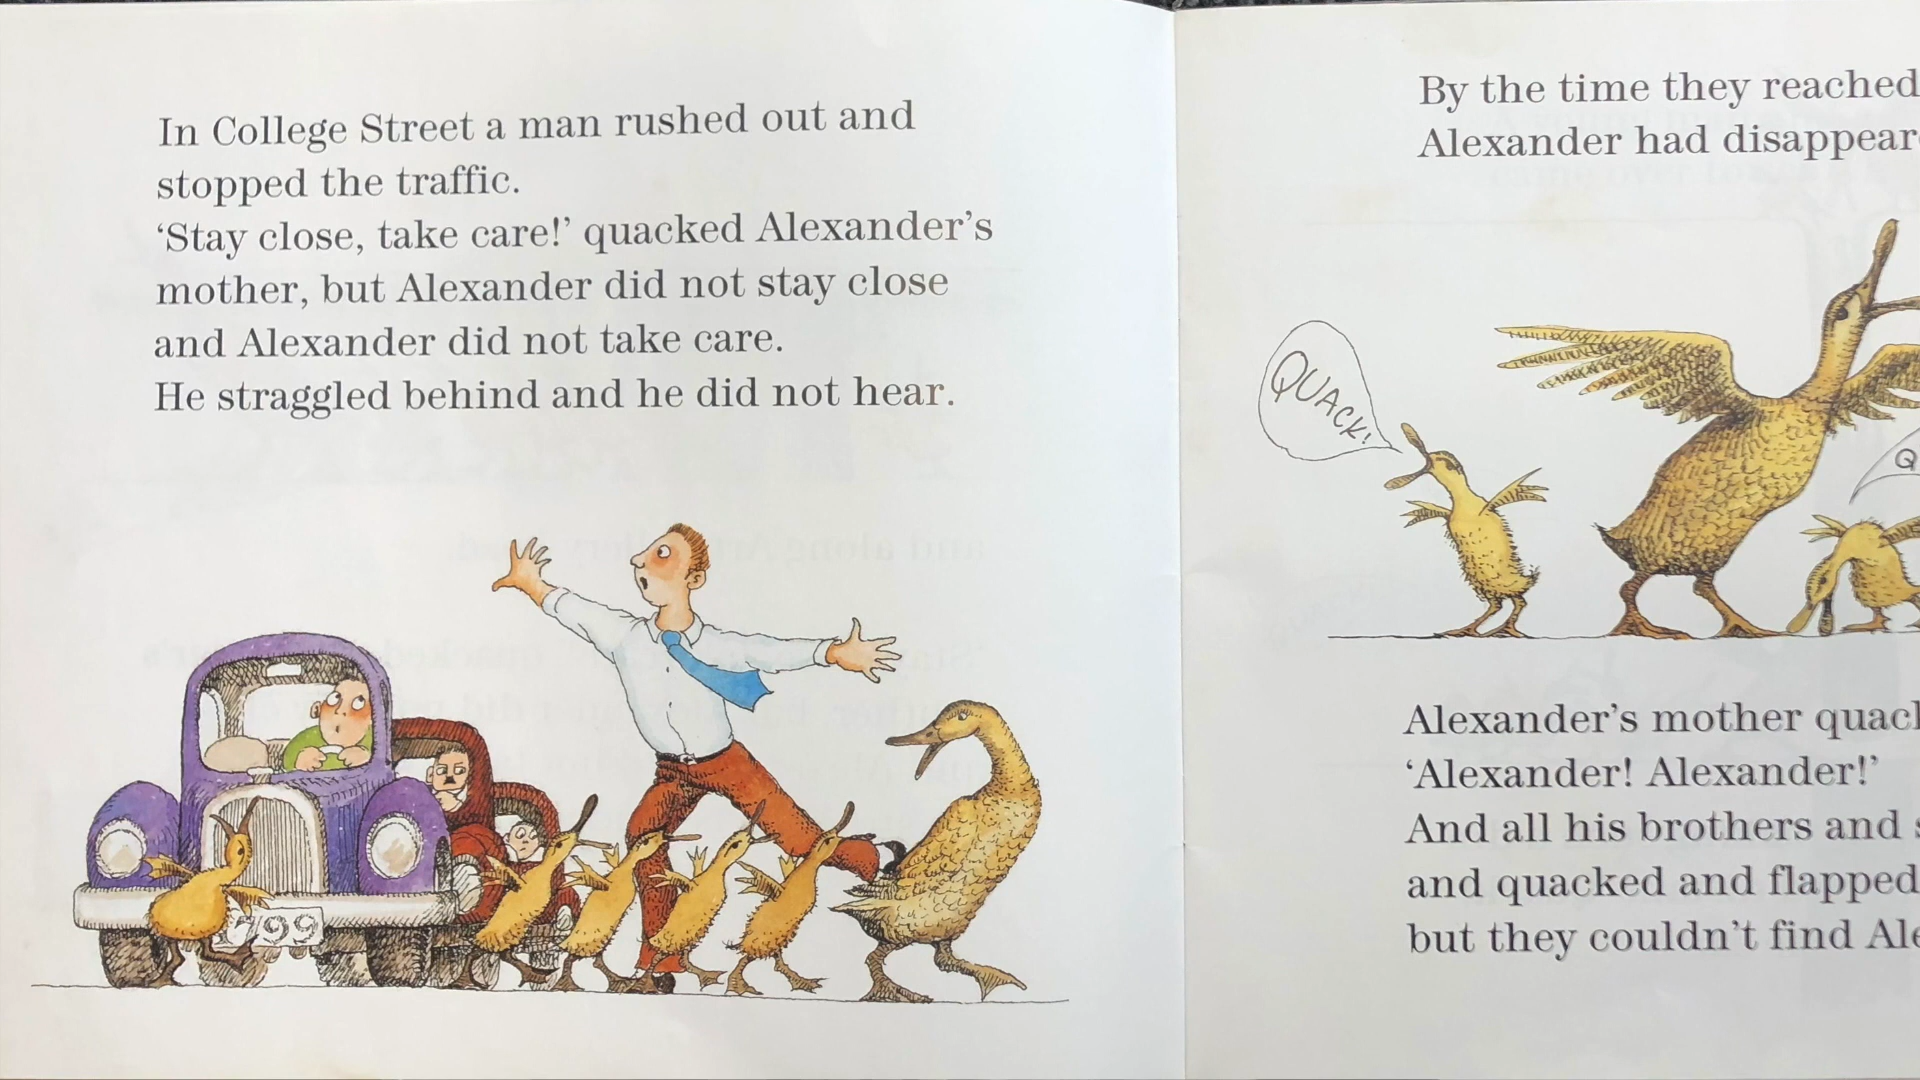 In College Street a man rushed out and
stopped the traffic.
‘Stay close, take care!’ quacked Alexander’s
mother, but Alexander did not stay close
and Alexander did not take care.
He straggled behind and he did not hear.
799
By the time they reached
Alexander had disappear
QUACK!
Q
Alexander’s mother quac
‘Alexander! Alexander!’
And all his brothers and
and quacked and flapped
but they couldn’t find Ale